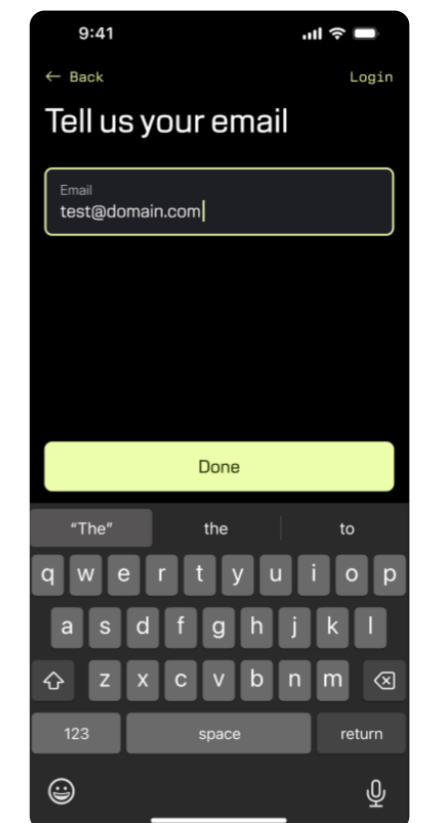 9:41
← Back Login
Tell us your email
Email
test@domain.com
Done
“The” the to
q w e r t y u i o p
a s d f g h j k l
z x c v b n m
123 space return